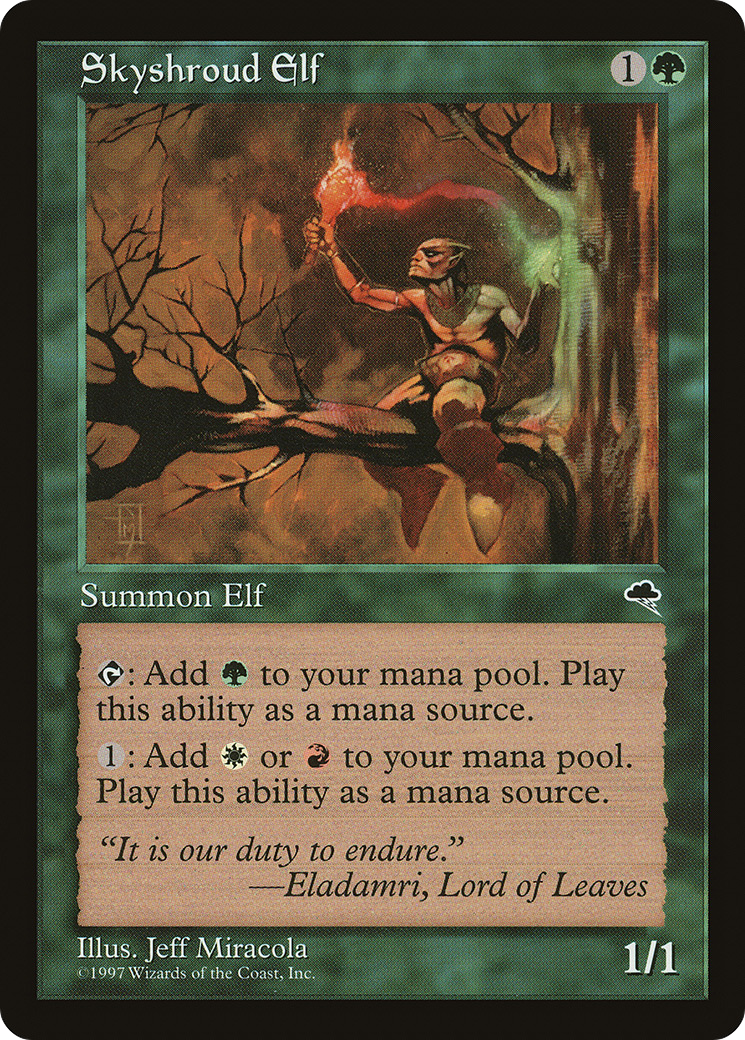 Skyshroud Elf 1
Summon Elf
: Add to your mana pool. Play
this ability as a mana source.
1: Add or to your mana pool.
Play this ability as a mana source.
“It is our duty to endure.”
—Eladamri, Lord of Leaves
Illus. Jeff Miracola
©1997 Wizards of the Coast, Inc.
1/1